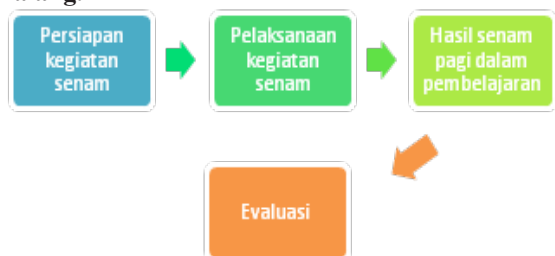 Persiapan
kegiatan
senam
Pelaksanaan
kegiatan
senam
Hasil senam
pagi dalam
pembelajaran
Evaluasi